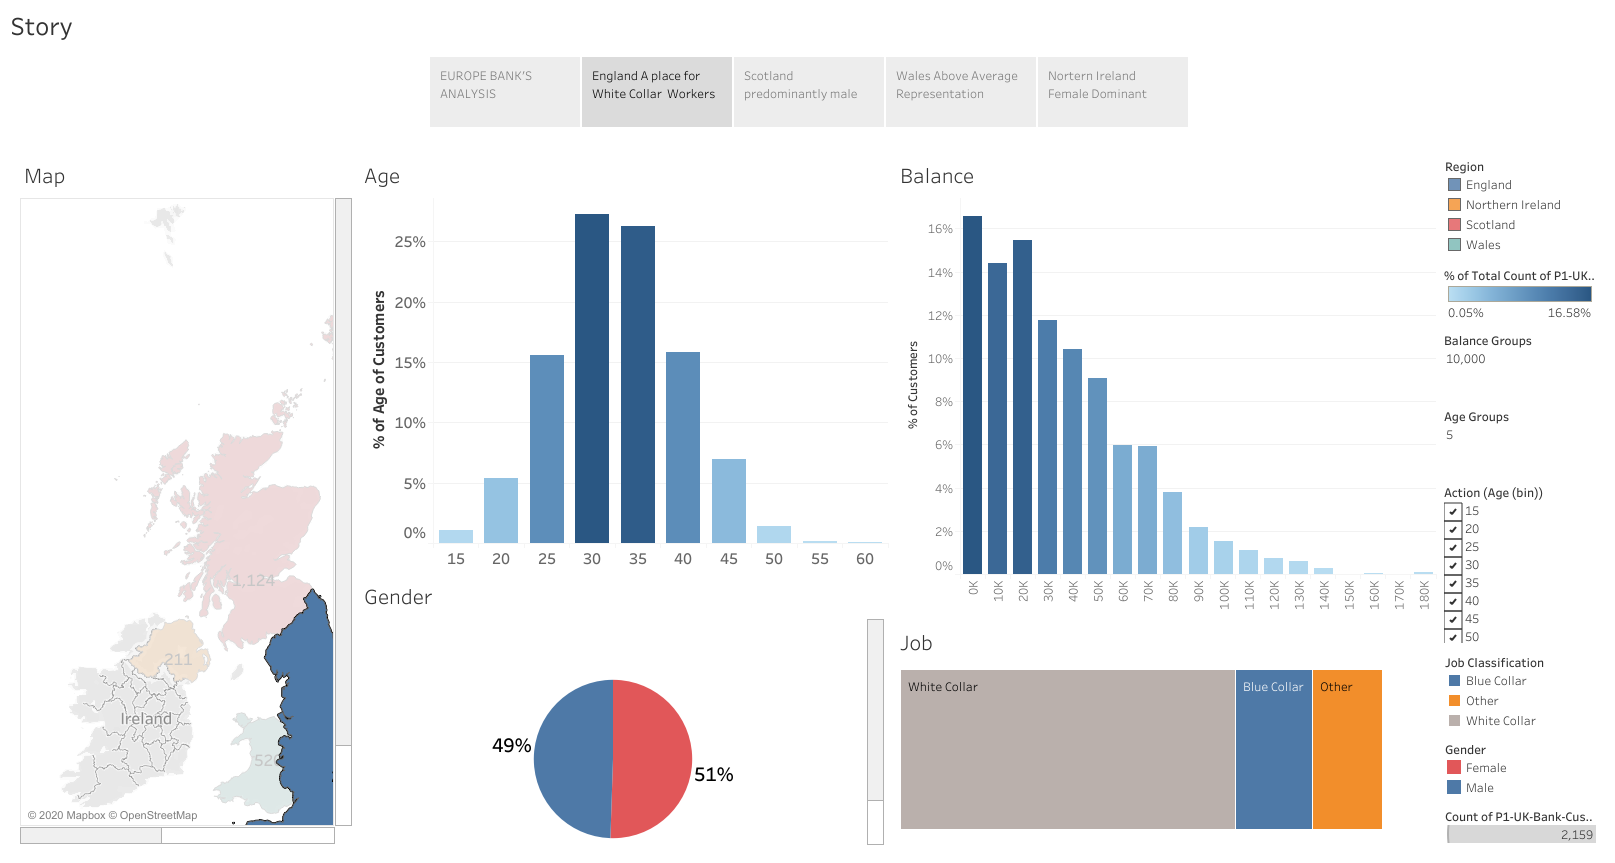 Story
EUROPE BANK'S
ANALYSIS
England A place for
White Collar Workers
Scotland
predominantly male
Wales Above Average
Representation
Nortern Ireland
Female Dominant
Map
1,124
211
Ireland
52
© 2020 Mapbox © OpenStreetMap
Age
% of Age of Customers
25%
20%
15%
10%
5%
0%
15 20 25 30 35 40 45 50 55 60
Gender
49%
51%
Balance
% of Customers
16%
14%
12%
10%
8%
6%
4%
2%
0%
0K 10K 20K 30K 40K 50K 60K 70K 80K 90K 100K 110K 120K 130K 140K 150K 160K 170K 180K
Job
White Collar
Blue Collar
Other
Region
England
Northern Ireland
Scotland
Wales
% of Total Count of P1-UK..
0.05% 16.58%
Balance Groups
10,000
Age Groups
5
Action (Age (bin))
15
20
25
30
35
40
45
50
Job Classification
Blue Collar
Other
White Collar
Gender
Female
Male
Count of P1-UK-Bank-Cus..
2,159